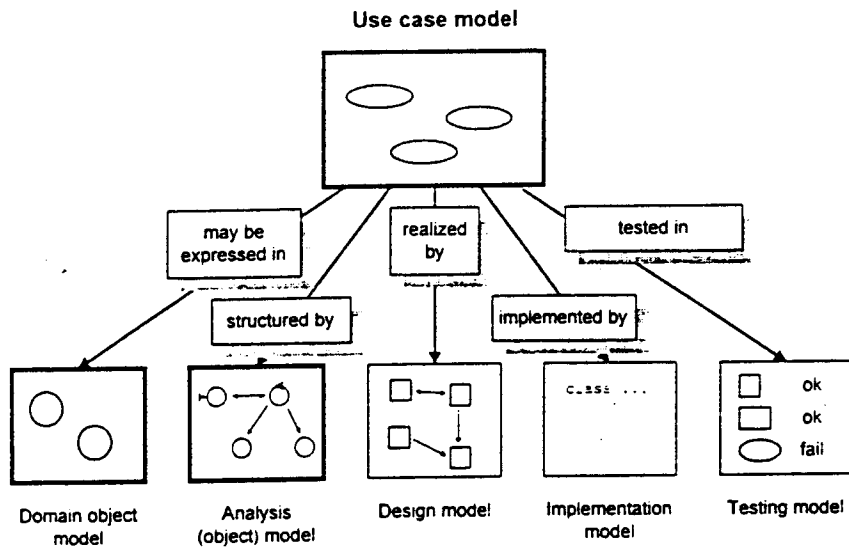 Use case model
may be
expressed in
realized
by
tested in
structured by
implemented by
class ...
ok
ok
fail
Domain object
model
Analysis
(object) model
Design model
Implementation
model
Testing model